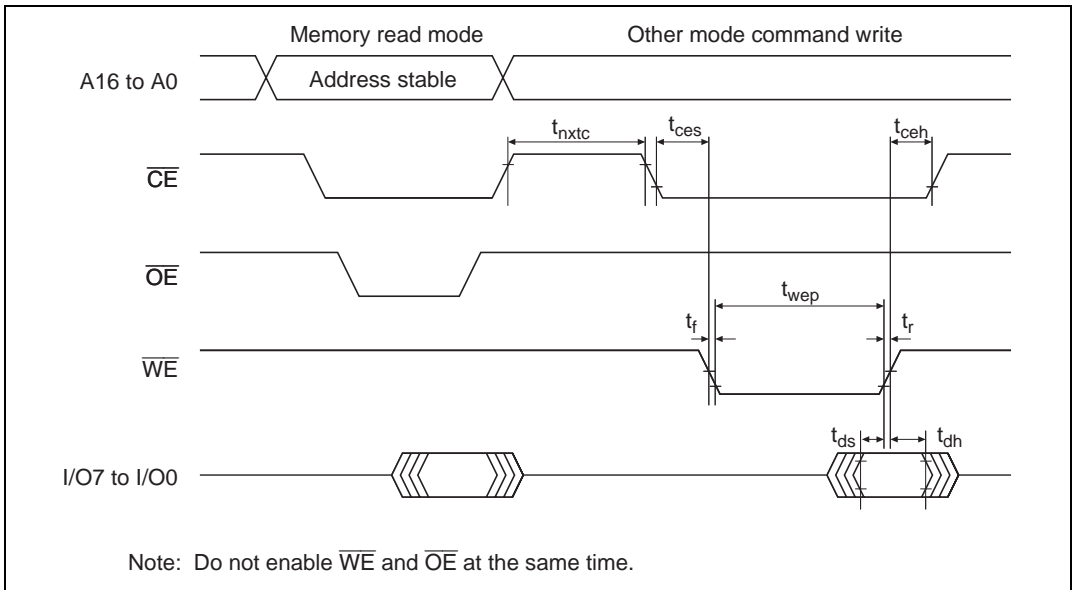 Memory read mode Other mode command write
A16 to A0 Address stable
tnxtc tces tceh
CE
OE
twep
tf tr
WE
tds tdh
I/O7 to I/O0
Note: Do not enable WE and OE at the same time.